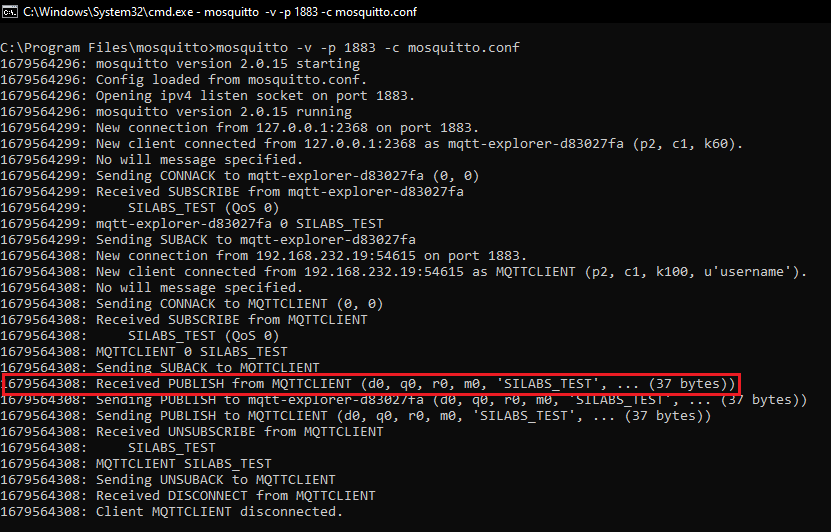 C:\Windows\System32\cmd.exe - mosquitto -v -p 1883 -c mosquitto.conf
C:\Program Files\mosquitto>mosquitto -v -p 1883 -c mosquitto.conf
1679564296: mosquitto version 2.0.15 starting
1679564296: Config loaded from mosquitto.conf.
1679564296: Opening ipv4 listen socket on port 1883.
1679564296: mosquitto version 2.0.15 running
1679564299: New connection from 127.0.0.1:2368 on port 1883.
1679564299: New client connected from 127.0.0.1:2368 as mqtt-explorer-d83027fa (p2, c1, k60).
1679564299: No will message specified.
1679564299: Sending CONNACK to mqtt-explorer-d83027fa (0, 0)
1679564299: Received SUBSCRIBE from mqtt-explorer-d83027fa
1679564299:     SILABS_TEST (QoS 0)
1679564299: mqtt-explorer-d83027fa 0 SILABS_TEST
1679564299: Sending SUBACK to mqtt-explorer-d83027fa
1679564308: New connection from 192.168.232.19:54615 on port 1883.
1679564308: New client connected from 192.168.232.19:54615 as MQTTCLIENT (p2, c1, k100, u'username').
1679564308: No will message specified.
1679564308: Sending CONNACK to MQTTCLIENT (0, 0)
1679564308: Received SUBSCRIBE from MQTTCLIENT
1679564308:     SILABS_TEST (QoS 0)
1679564308: MQTTCLIENT 0 SILABS_TEST
1679564308: Sending SUBACK to MQTTCLIENT
1679564308: Received PUBLISH from MQTTCLIENT (d0, q0, r0, m0, 'SILABS_TEST', ... (37 bytes))
1679564308: Sending PUBLISH to mqtt-explorer-d83027fa (d0, q0, r0, m0, 'SILABS_TEST', ... (37 bytes))
1679564308: Sending PUBLISH to MQTTCLIENT (d0, q0, r0, m0, 'SILABS_TEST', ... (37 bytes))
1679564308: Received UNSUBSCRIBE from MQTTCLIENT
1679564308:     SILABS_TEST
1679564308: MQTTCLIENT SILABS_TEST
1679564308: Sending UNSUBACK to MQTTCLIENT
1679564308: Received DISCONNECT from MQTTCLIENT
1679564308: Client MQTTCLIENT disconnected.